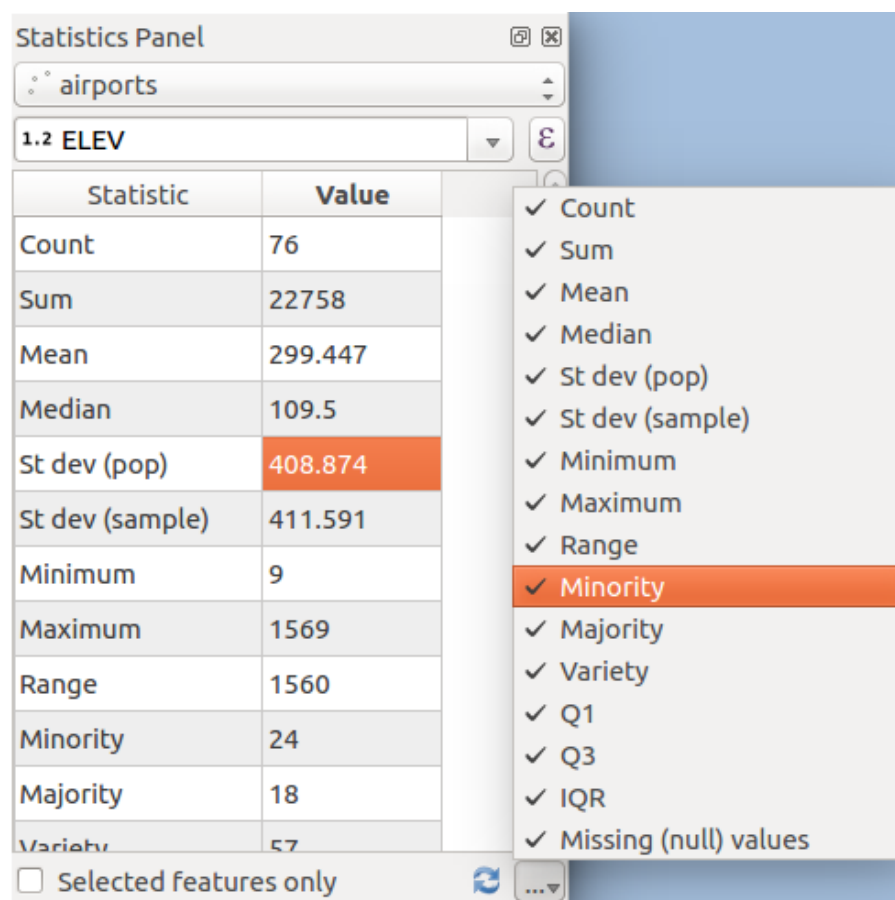 Statistics Panel
airports
1.2 ELEV ε
Statistic Value
Count 76
Sum 22758
Mean 299.447
Median 109.5
St dev (pop) 408.874
St dev (sample) 411.591
Minimum 9
Maximum 1569
Range 1560
Minority 24
Majority 18
Variety 57
Selected features only
...
Count
Sum
Mean
Median
St dev (pop)
St dev (sample)
Minimum
Maximum
Range
Minority
Majority
Variety
Q1
Q3
IQR
Missing (null) values